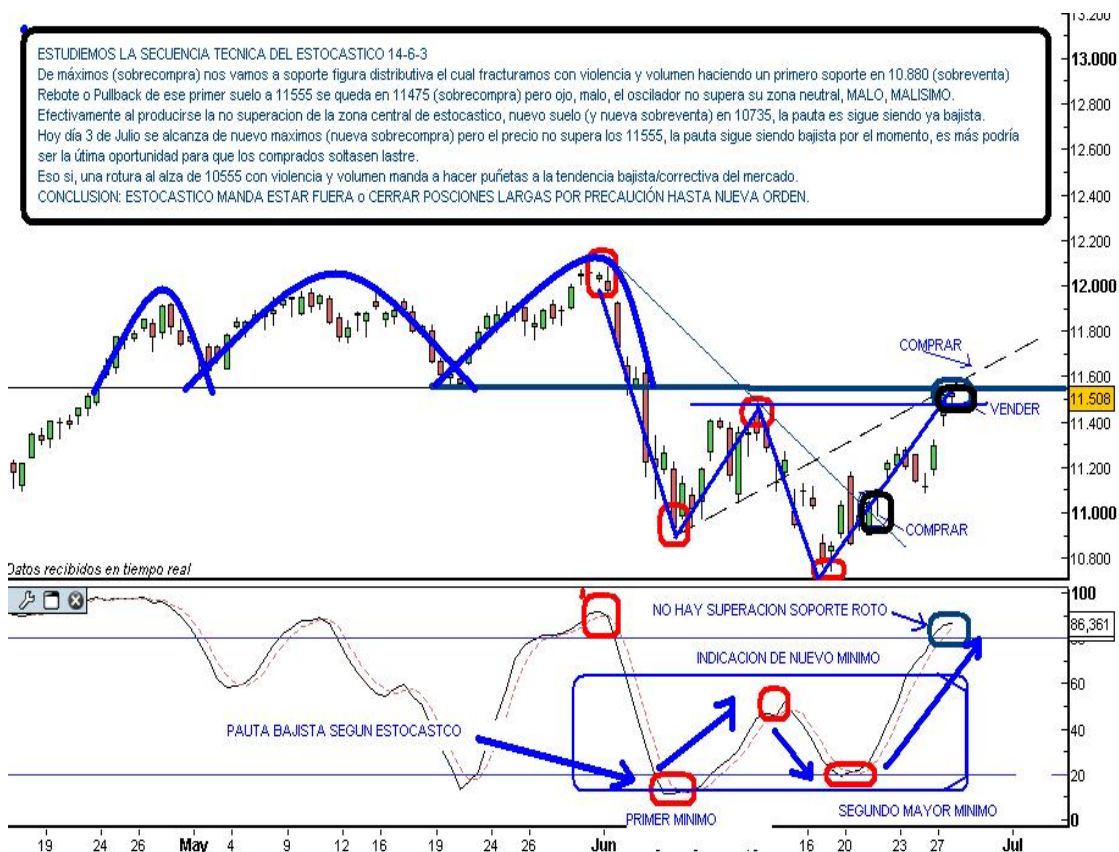 ESTUDIEMOS LA SECUENCIA TECNICA DEL ESTOCASTICO 14-6-3
De máximos (sobrecompra) nos vamos a soporte figura distributiva el cual fracturamos con violencia y volumen haciendo un primero soporte en 10.880 (sobreventa)
Rebote o Pullback de ese primer suelo a 11555 se queda en 11475 (sobrecompra) pero ojo, malo, el oscilador no supera su zona neutral, MALO, MALISIMO.
Efectivamente al producirse la no superacion de la zona central de estocastico, nuevo suelo (y nueva sobreventa) en 10735, la pauta es sigue siendo ya bajista.
Hoy día 3 de Julio se alcanza de nuevo maximos (nueva sobrecompra) pero el precio no supera los 11555, la pauta sigue siendo bajista por el momento, es más podría
ser la útima oportunidad para que los comprados soltasen lastre.
Eso si, una rotura al alza de 10555 con violencia y volumen manda a hacer puñetas a la tendencia bajista/correctiva del mercado.
CONCLUSION: ESTOCASTICO MANDA ESTAR FUERA o CERRAR POSCIONES LARGAS POR PRECAUCIÓN HASTA NUEVA ORDEN.
13.200
13.000
12.800
12.600
12.400
12.200
12.000
11.800
COMPRAR
11.600
11.508
VENDER
11.400
11.200
11.000
COMPRAR
10.800
Datos recibidos en tiempo real
100
NO HAY SUPERACION SOPORTE ROTO
86,361
INDICACION DE NUEVO MINIMO
60
PAUTA BAJISTA SEGUN ESTOCASTCO
40
20
SEGUNDO MAYOR MINIMO
PRIMER MINIMO
0
19 24 26 May 4 9 13 16 19 24 26 Jun 6 8 16 20 23 27 Jul